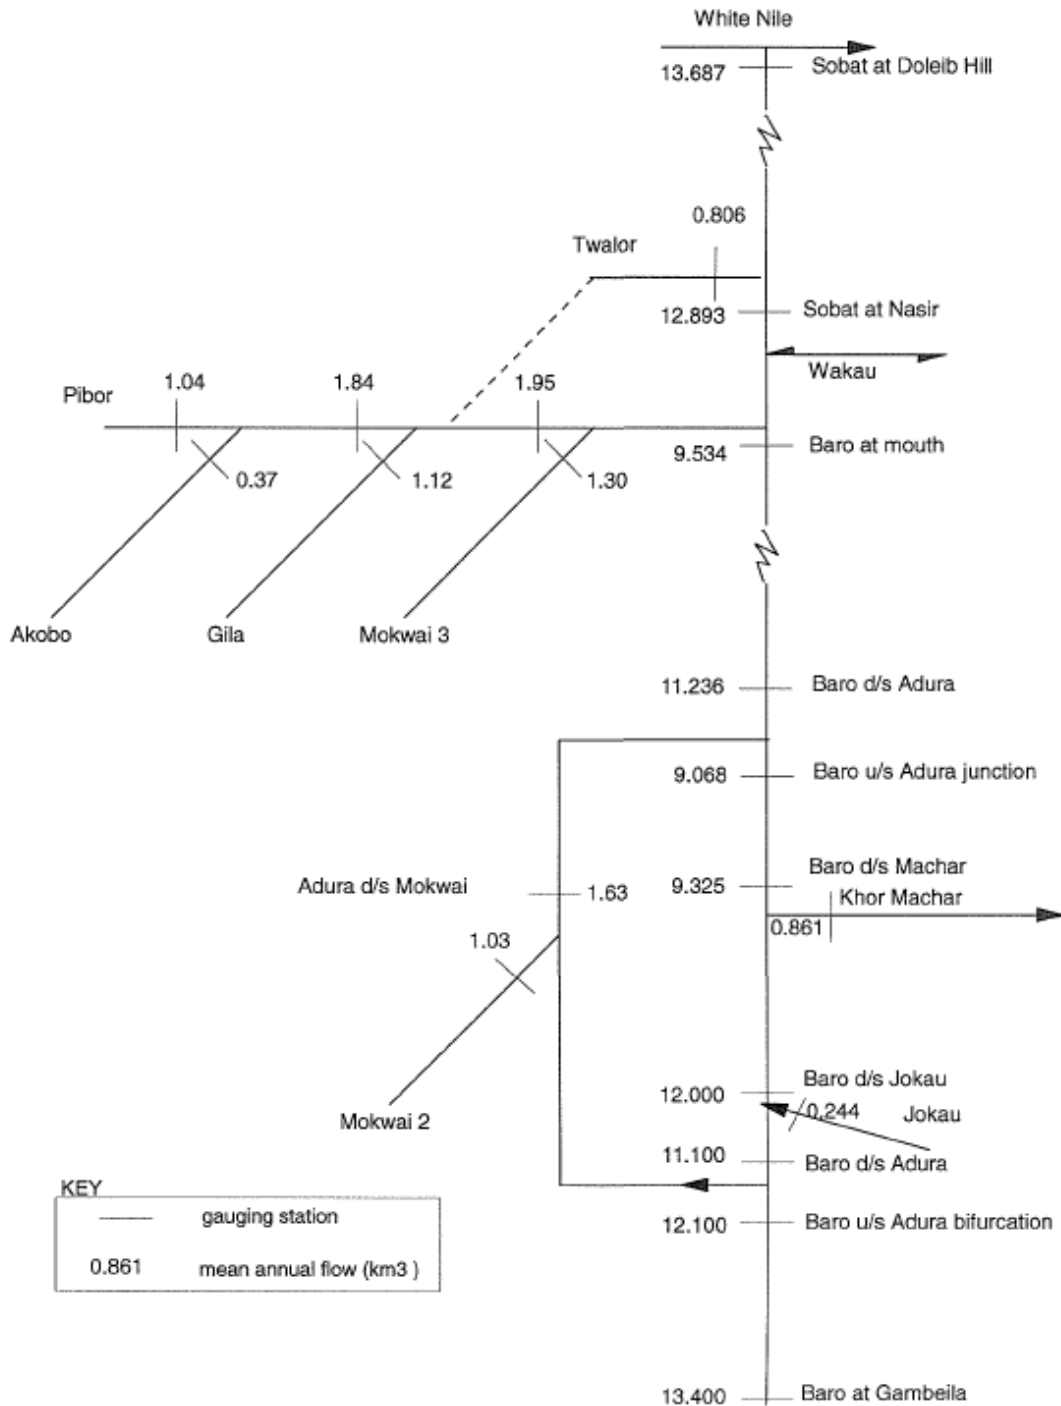 White Nile
13.687 Sobat at Doleib Hill
0.806
Twalor
12.893 Sobat at Nasir
Wakau
Pibor 1.04 1.84 1.95
9.534 Baro at mouth
0.37 1.12 1.30
Akobo Gila Mokwai 3
11.236 Baro d/s Adura
9.068 Baro u/s Adura junction
Baro d/s Machar
Adura d/s Mokwai 1.63 9.325
Khor Machar
0.861
1.03
Baro d/s Jokau
12.000
0.244 Jokau
Mokwai 2
11.100 Baro d/s Adura
KEY
gauging station
12.100 Baro u/s Adura bifurcation
0.861 mean annual flow (km3 )
13.400 Baro at Gambeila